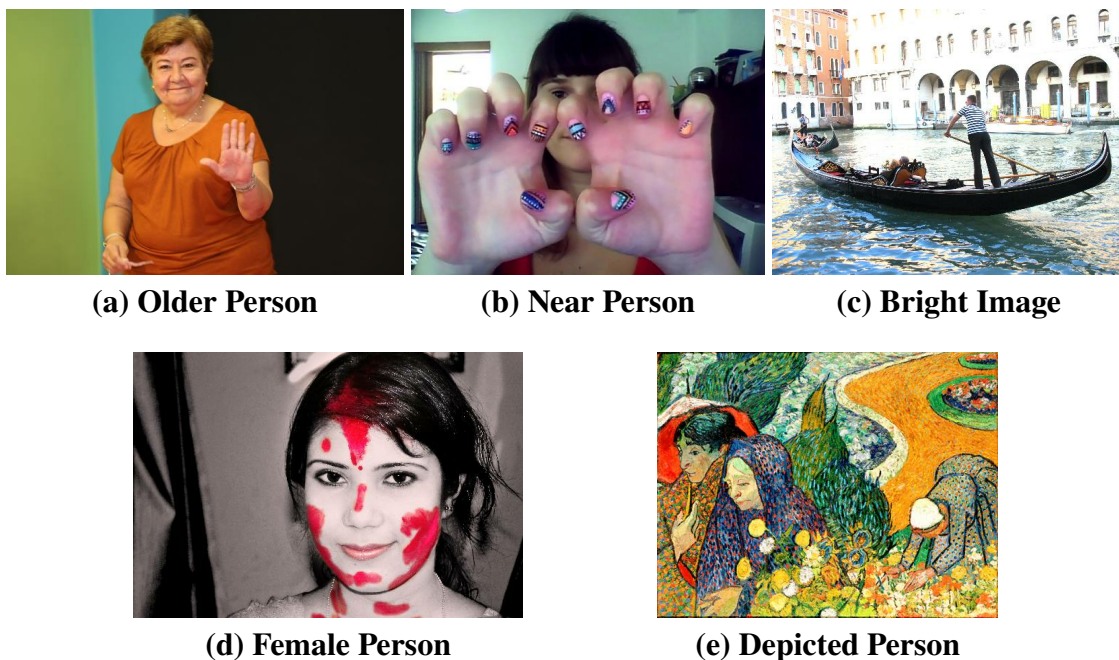 (a) Older Person
(b) Near Person
(c) Bright Image
(d) Female Person
(e) Depicted Person